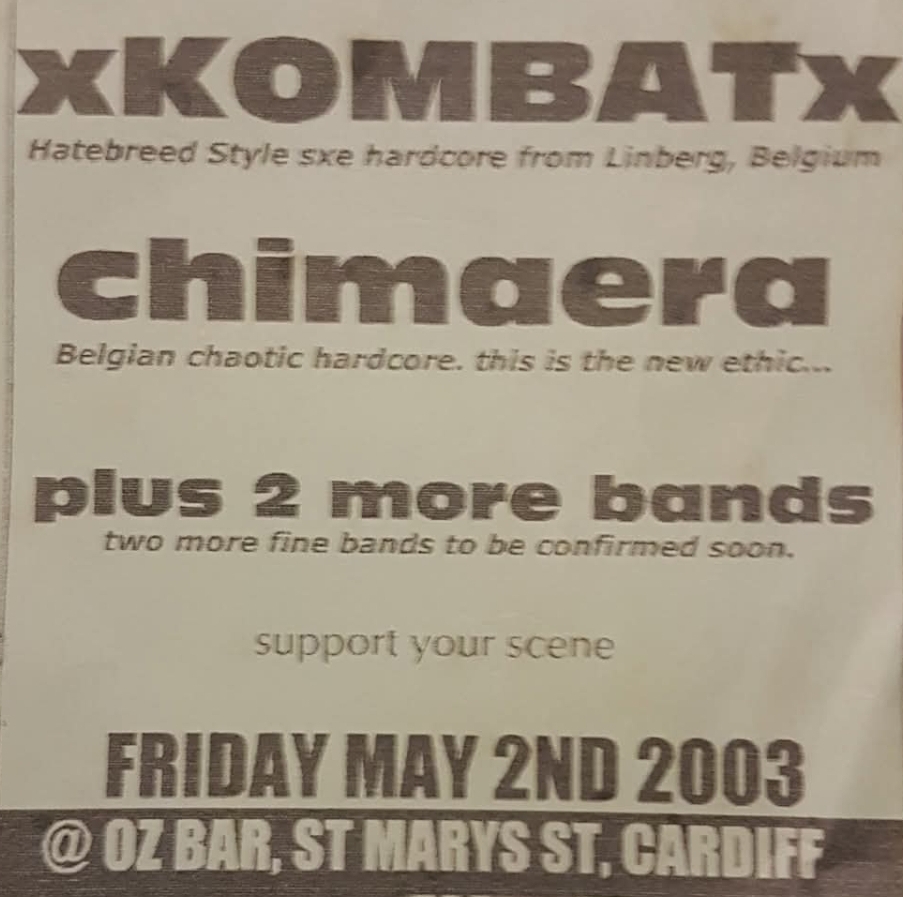 xKOMBATx
Hatebreed Style sxe hardcore from Linberg, Belgium
chimaera
Belgian chaotic hardcore. this is the new ethic...
plus 2 more bands
two more fine bands to be confirmed soon.
support your scene
FRIDAY MAY 2ND 2003
@ OZ BAR, ST MARYS ST, CARDIFF